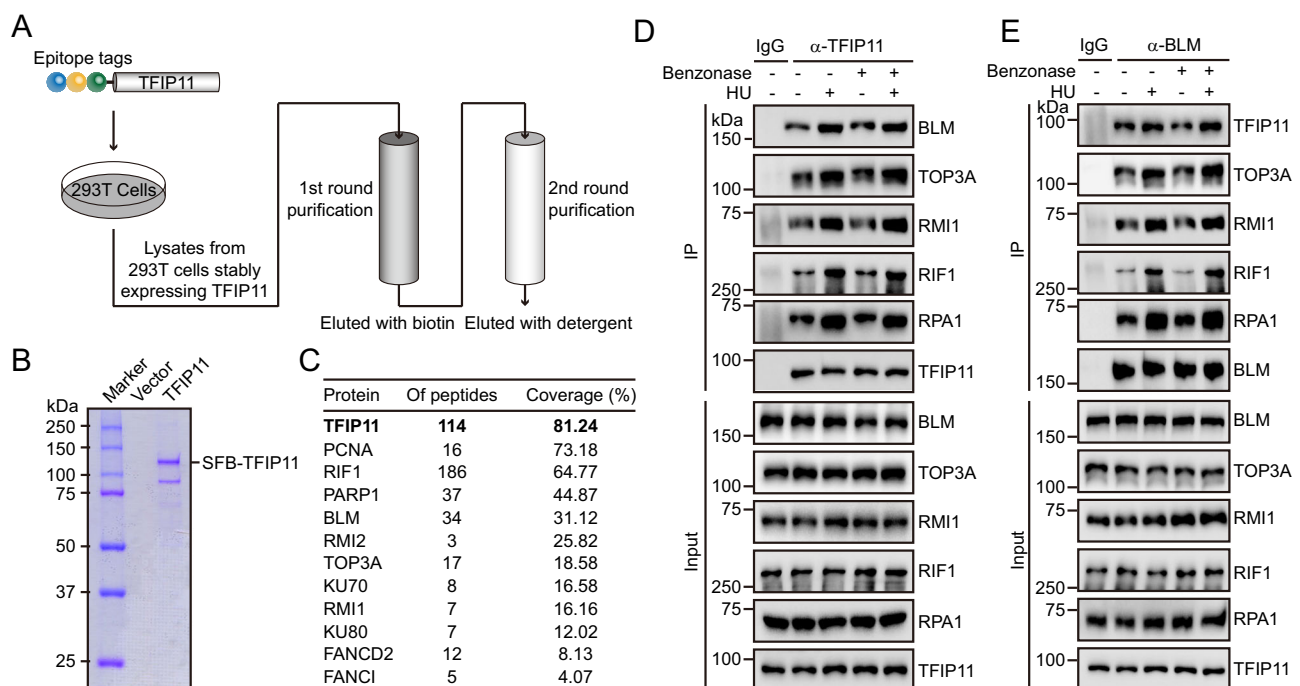 A
Epitope tags
TFIP11
293T Cells
Lysates from
293T cells stably
expressing TFIP11
1st round
purification
2nd round
purification
Eluted with biotin
Eluted with detergent
B
Marker
Vector
TFIP11
kDa
250
150
100
75
50
37
25
SFB-TFIP11
C
Protein Of peptides Coverage (%)
TFIP11 114 81.24
PCNA 16 73.18
RIF1 186 64.77
PARP1 37 44.87
BLM 34 31.12
RMI2 3 25.82
TOP3A 17 18.58
KU70 8 16.58
RMI1 7 16.16
KU80 7 12.02
FANCD2 12 8.13
FANCI 5 4.07
D
IgG α-TFIP11
Benzonase - - - + +
HU - - + - +
kDa
IP
150 BLM
100 TOP3A
75 RMI1
250 RIF1
75 RPA1
100 TFIP11
Input
150 BLM
100 TOP3A
75 RMI1
250 RIF1
75 RPA1
100 TFIP11
E
IgG α-BLM
Benzonase - - - + +
HU - - + - +
kDa
IP
100 TFIP11
100 TOP3A
75 RMI1
250 RIF1
75 RPA1
150 BLM
Input
150 BLM
100 TOP3A
75 RMI1
250 RIF1
75 RPA1
100 TFIP11